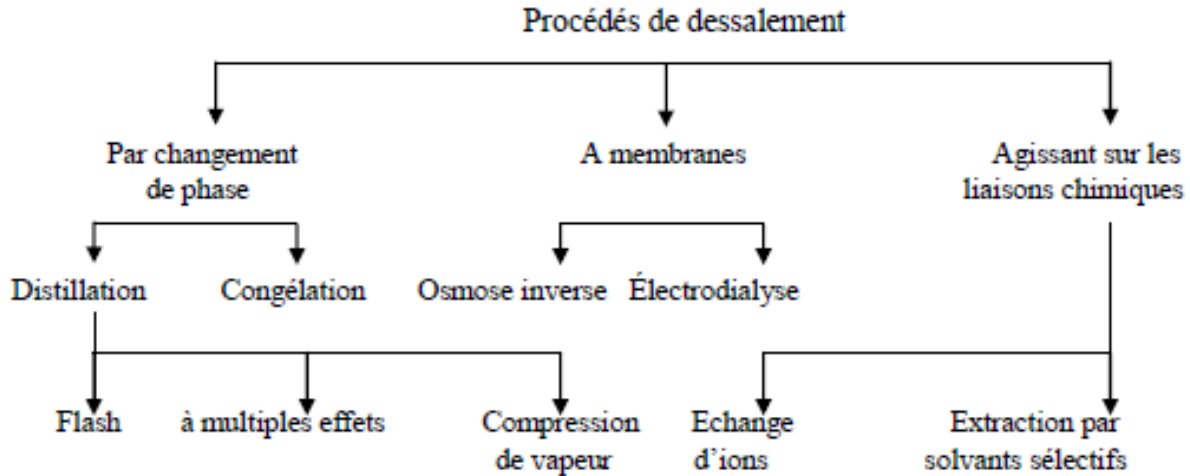 Procédés de dessalement
Par changement
de phase
A membranes
Agissant sur les
liaisons chimiques
Distillation
Congélation
Osmose inverse
Électrodialyse
Flash
à multiples effets
Compression
de vapeur
Echange
d'ions
Extraction par
solvants sélectifs